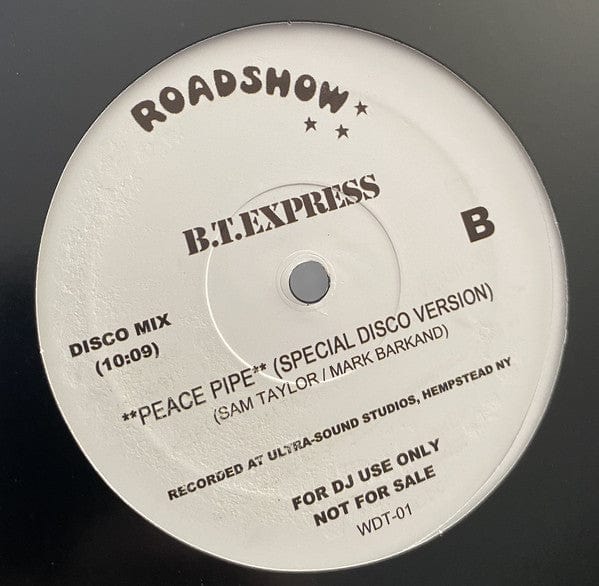 ROADSHOW
B.T.EXPRESS
B
DISCO MIX
(10:09)
**PEACE PIPE** (SPECIAL DISCO VERSION)
(SAM TAYLOR / MARK BARKAND)
RECORDED AT ULTRA-SOUND STUDIOS, HEMPSTEAD NY
FOR DJ USE ONLY
NOT FOR SALE
WDT-01